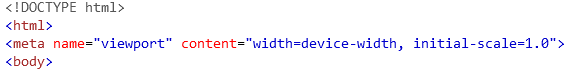 <!DOCTYPE html>
<html>
<meta name="viewport" content="width=device-width, initial-scale=1.0">
<body>